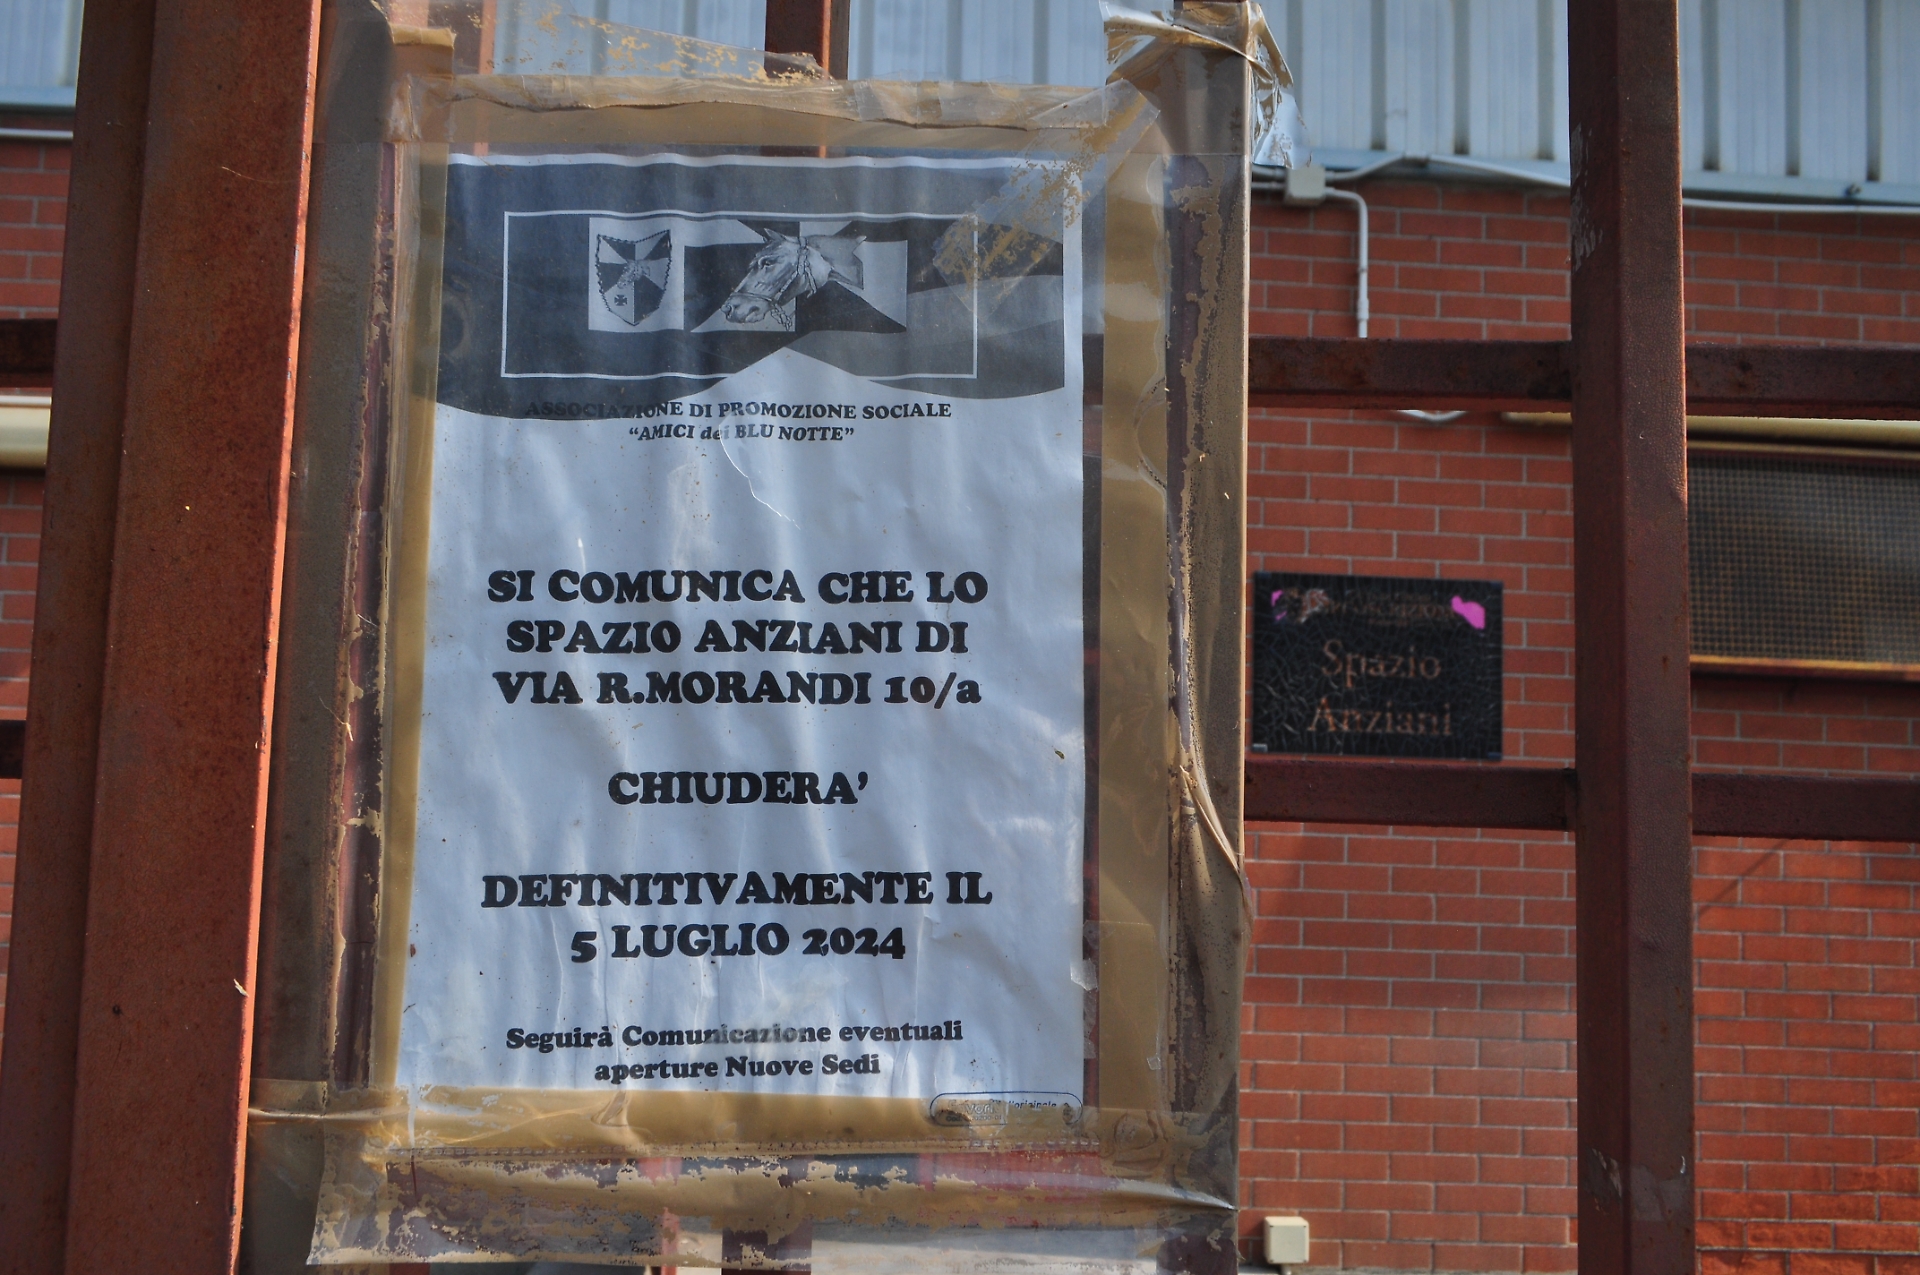 ASSOCIAZIONE DI PROMOZIONE SOCIALE
“AMICI dei BLU NOTTE”
SI COMUNICA CHE LO
SPAZIO ANZIANI DI
VIA R.MORANDI 10/a
CHIUDERA’
DEFINITIVAMENTE IL
5 LUGLIO 2024
Seguirà Comunicazione eventuali
aperture Nuove Sedi
Spazio
Anziani